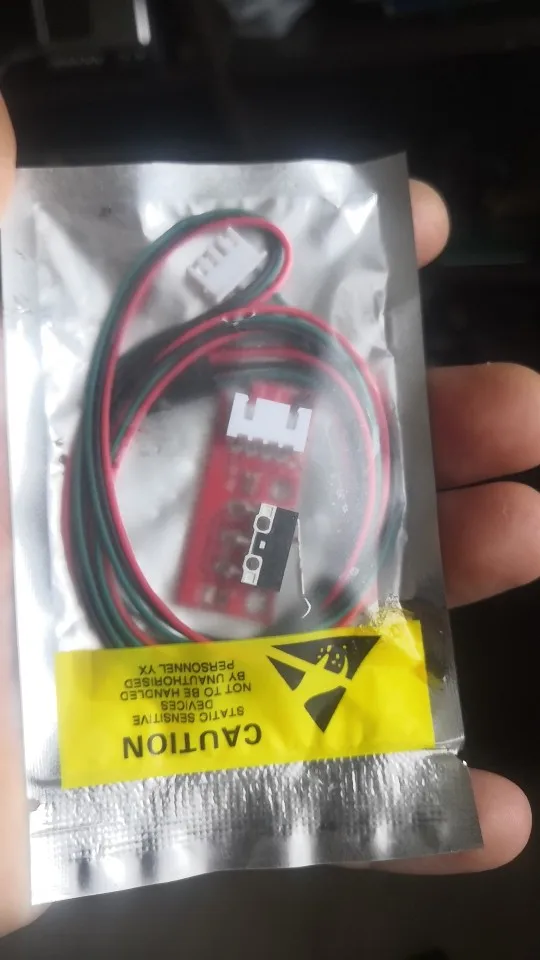 CAUTION
STATIC SENSITIVE
DEVICES
NOT TO BE HANDLED
BY UNAUTHORISED
PERSONNEL YX